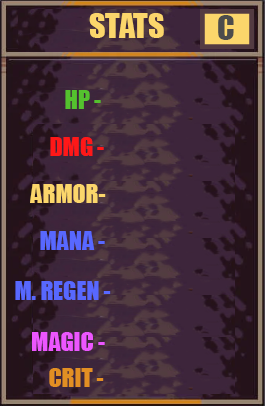 STATS C
HP -
DMG -
ARMOR-
MANA -
M. REGEN -
MAGIC -
CRIT -